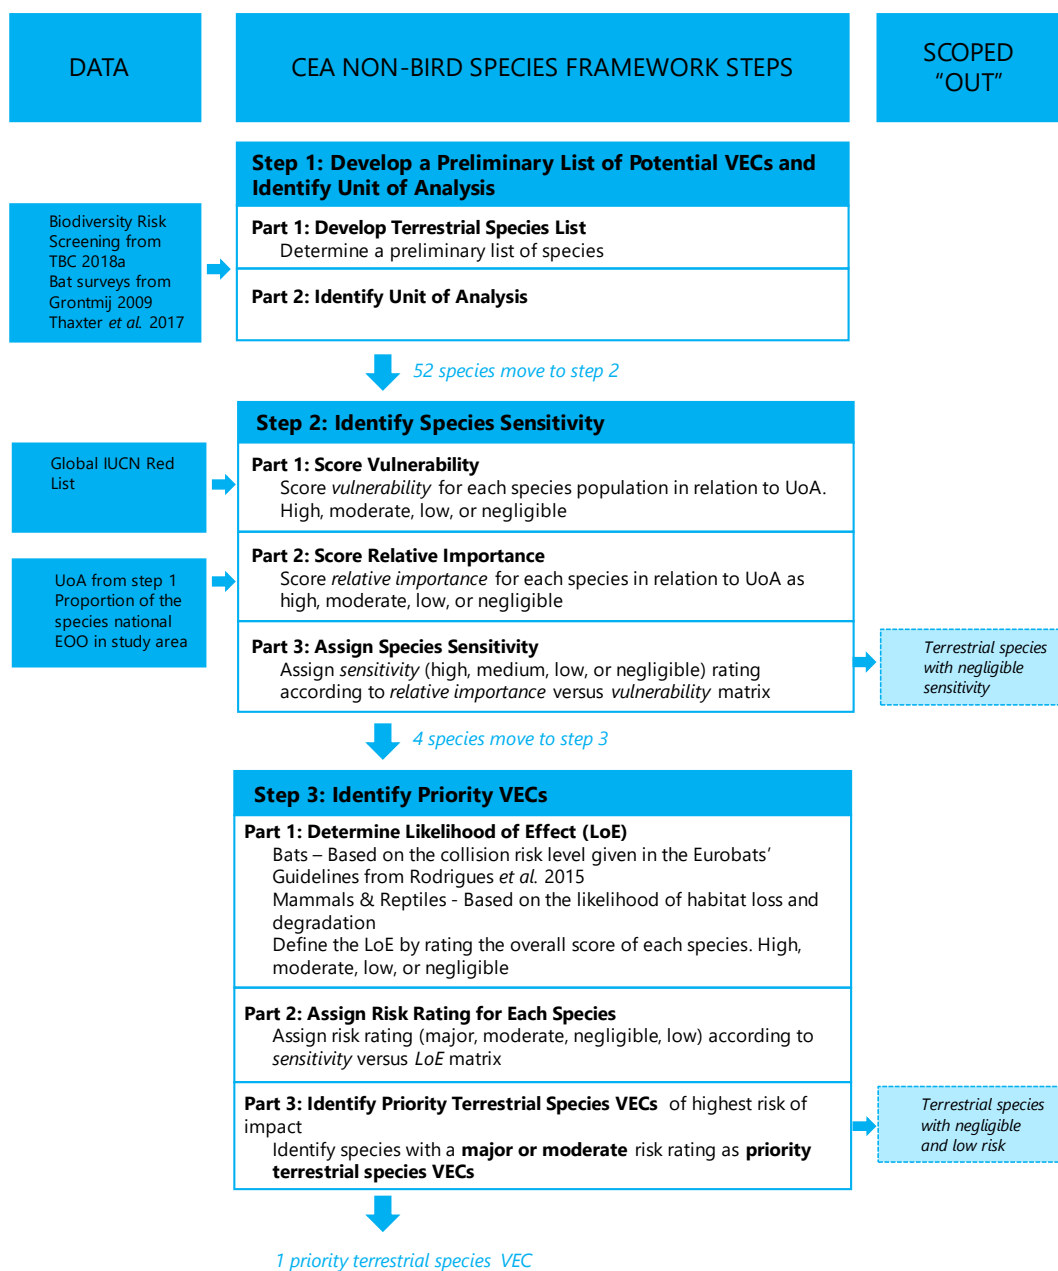 DATA
CEA NON-BIRD SPECIES FRAMEWORK STEPS
SCOPED
“OUT”
Step 1: Develop a Preliminary List of Potential VECs and
Identify Unit of Analysis
Biodiversity Risk
Screening from
TBC 2018a
Bat surveys from
Grontmij 2009
Thaxter et al. 2017
Part 1: Develop Terrestrial Species List
Determine a preliminary list of species
Part 2: Identify Unit of Analysis
52 species move to step 2
Step 2: Identify Species Sensitivity
Global IUCN Red
List
Part 1: Score Vulnerability
Score vulnerability for each species population in relation to UoA.
High, moderate, low, or negligible
UoA from step 1
Proportion of the
species national
EOO in study area
Part 2: Score Relative Importance
Score relative importance for each species in relation to UoA as
high, moderate, low, or negligible
Part 3: Assign Species Sensitivity
Assign sensitivity (high, medium, low, or negligible) rating
according to relative importance versus vulnerability matrix
Terrestrial species
with negligible
sensitivity
4 species move to step 3
Step 3: Identify Priority VECs
Part 1: Determine Likelihood of Effect (LoE)
Bats – Based on the collision risk level given in the Eurobats’
Guidelines from Rodrigues et al. 2015
Mammals & Reptiles - Based on the likelihood of habitat loss and
degradation
Define the LoE by rating the overall score of each species. High,
moderate, low, or negligible
Part 2: Assign Risk Rating for Each Species
Assign risk rating (major, moderate, negligible, low) according to
sensitivity versus LoE matrix
Part 3: Identify Priority Terrestrial Species VECs of highest risk of
impact
Identify species with a major or moderate risk rating as priority
terrestrial species VECs
Terrestrial species
with negligible
and low risk
1 priority terrestrial species VEC